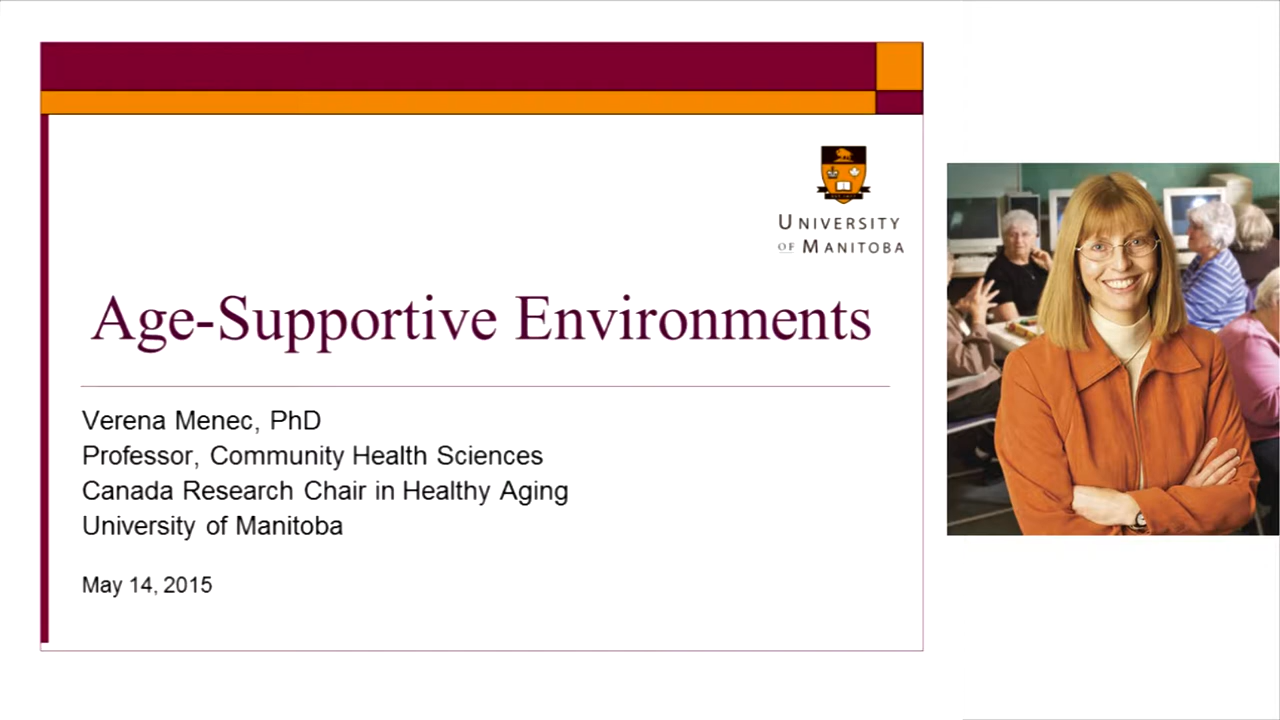 UNIVERSITY
OF MANITOBA
Age-Supportive Environments
Verena Menec, PhD
Professor, Community Health Sciences
Canada Research Chair in Healthy Aging
University of Manitoba
May 14, 2015